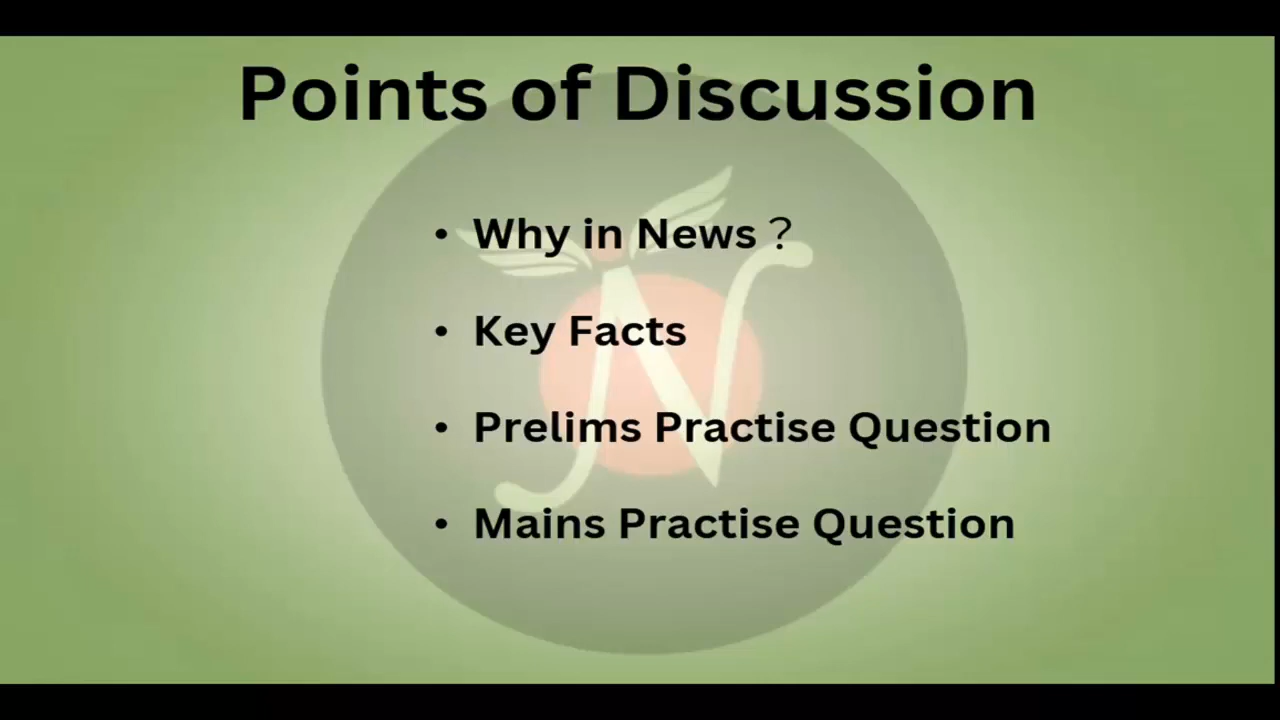 Points of Discussion
• Why in News ?
• Key Facts
• Prelims Practise Question
• Mains Practise Question
N